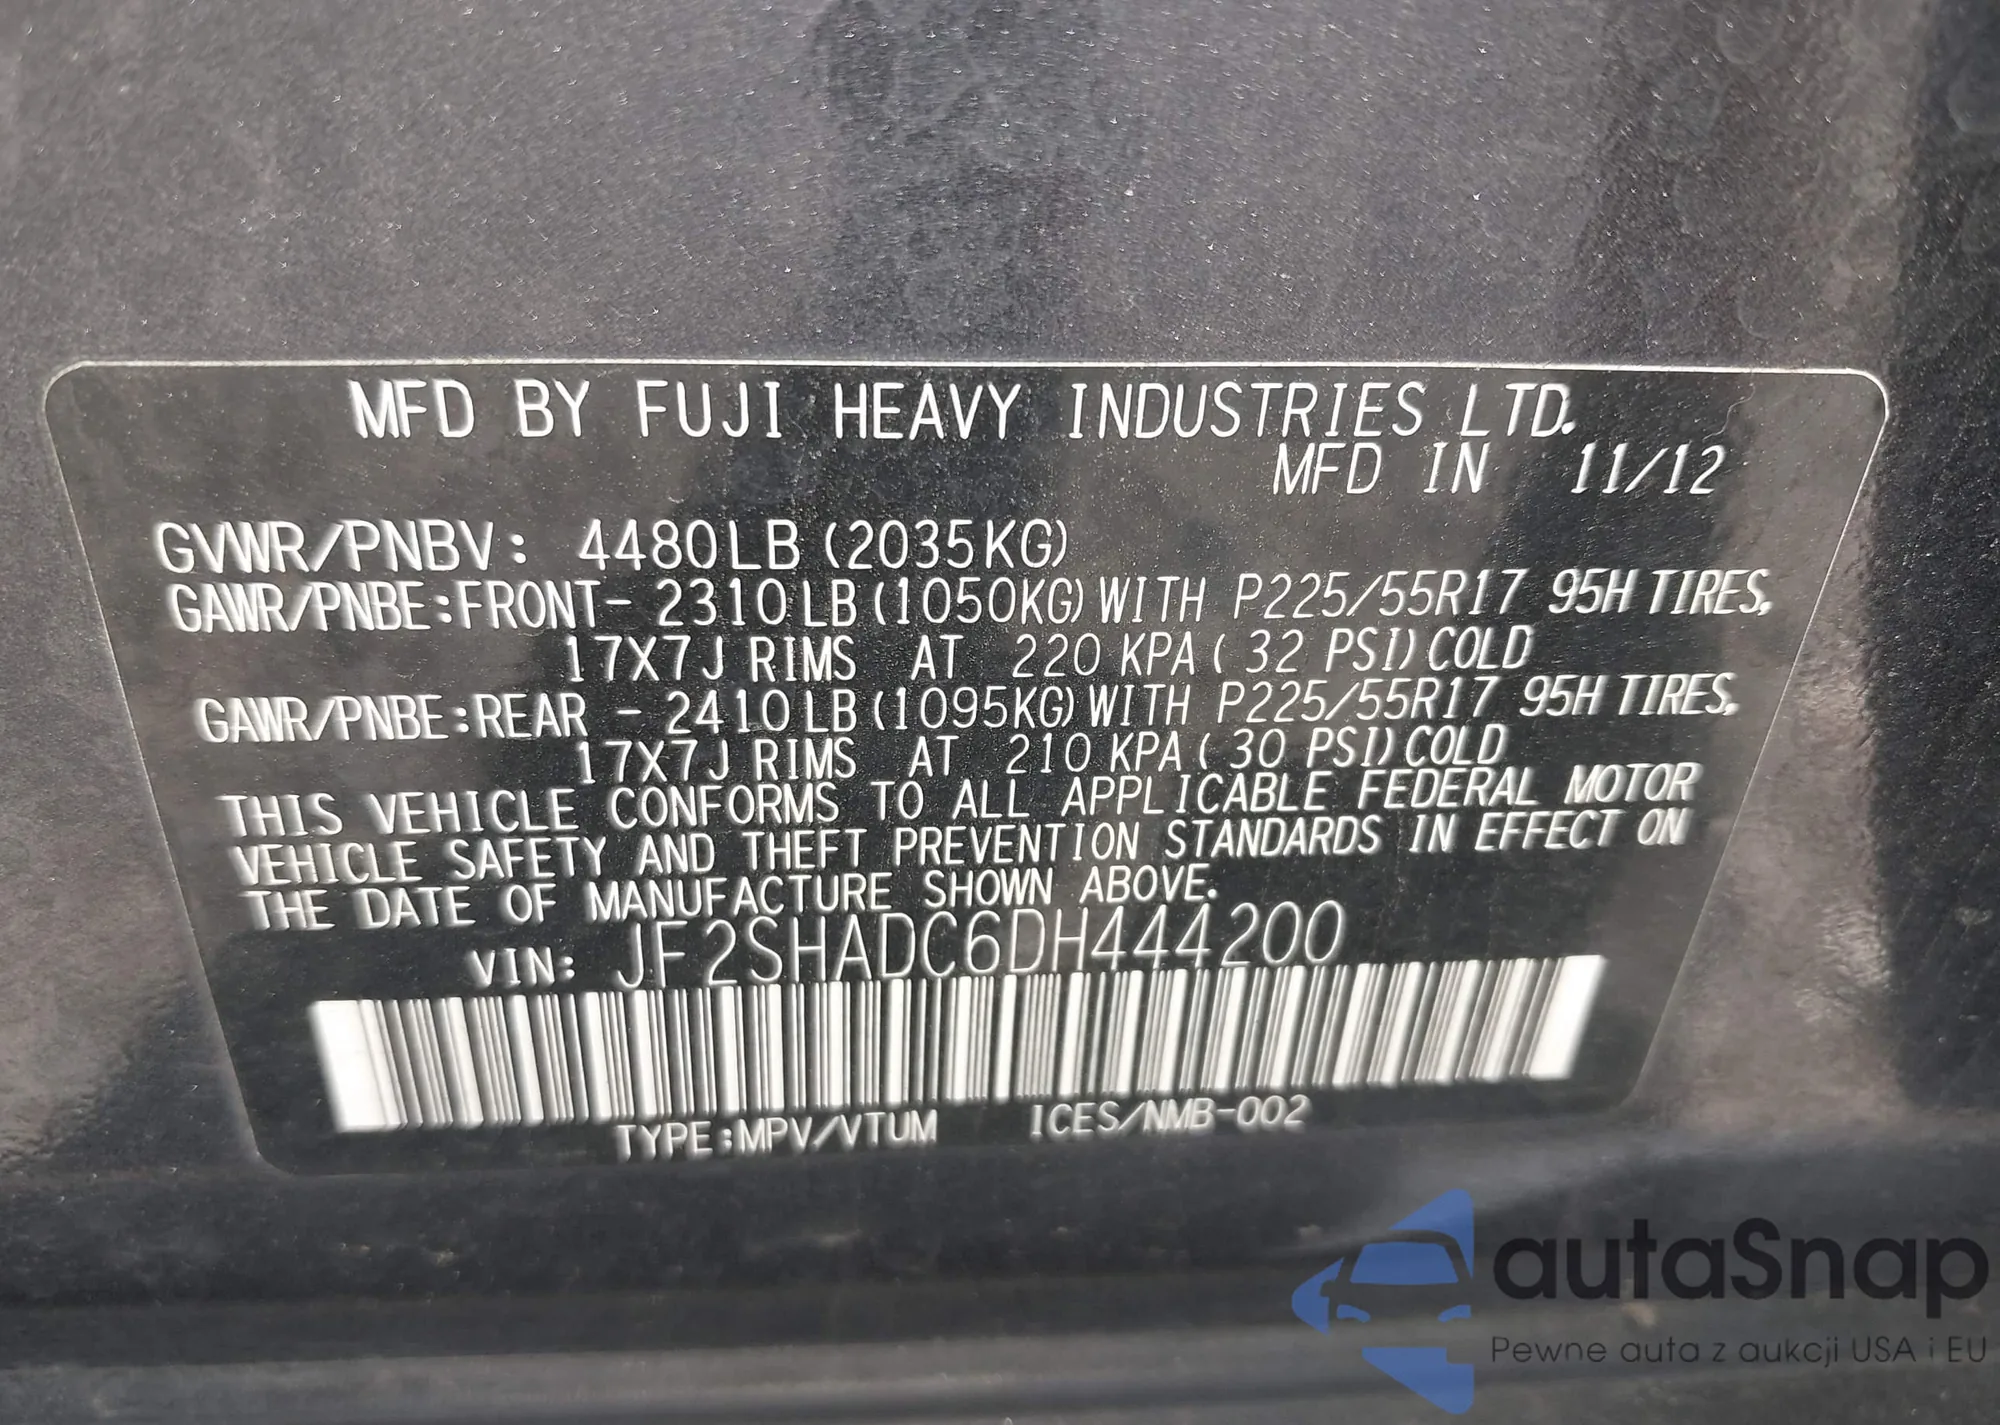 MFD BY FUJI HEAVY INDUSTRIES LTD.
MFD IN 11/12
GVWR/PNBV: 4480LB (2035KG)
GAWR/PNBE:FRONT- 2310LB (1050KG) WITH P225/55R17 95H TIRES,
17X7J RIMS AT 220 KPA ( 32 PSI) COLD
GAWR/PNBE:REAR - 2410LB (1095KG) WITH P225/55R17 95H TIRES,
17X7J RIMS AT 210 KPA ( 30 PSI) COLD
THIS VEHICLE CONFORMS TO ALL APPLICABLE FEDERAL MOTOR
VEHICLE SAFETY AND THEFT PREVENTION STANDARDS IN EFFECT ON
THE DATE OF MANUFACTURE SHOWN ABOVE.
VIN: JF2SHADC6DH444200
TYPE:MPV/VTUM ICES/NMB-002
autaSnap
Pewne auta z aukcji USA i EU